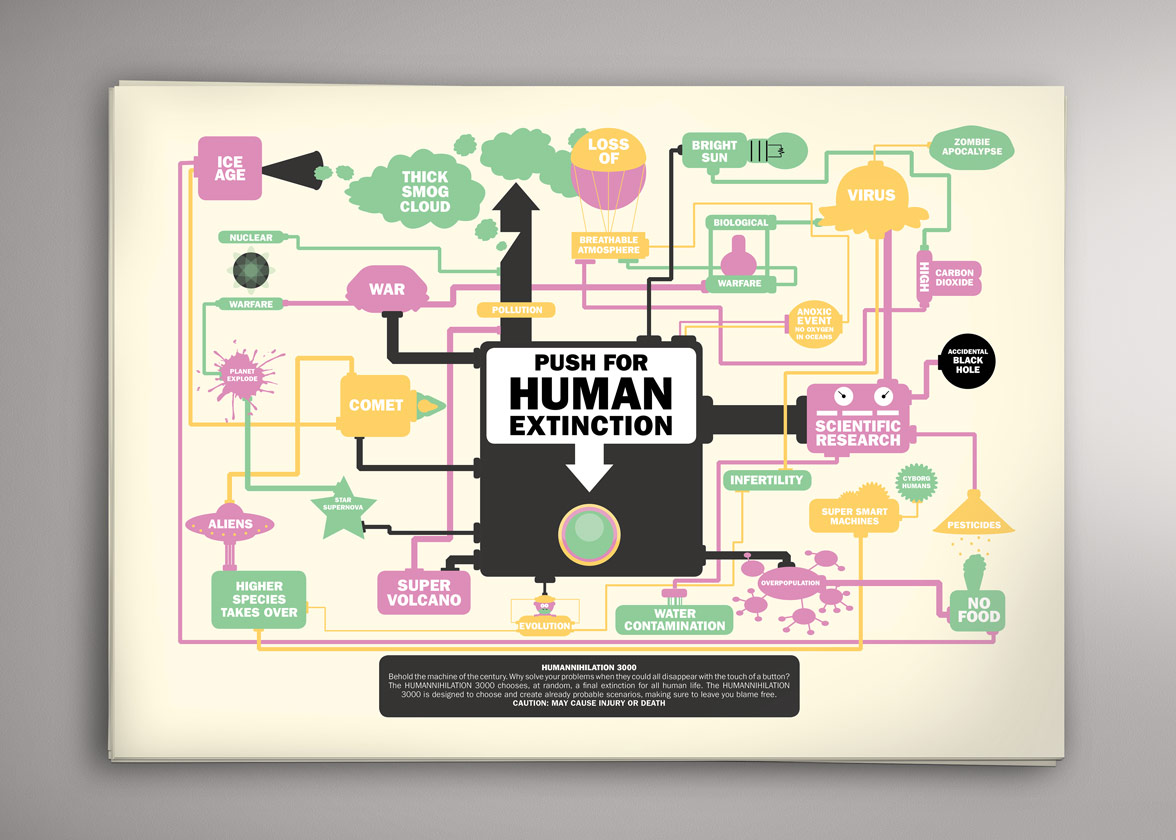 ICE
AGE
THICK
SMOG
CLOUD
LOSS
OF
BREATHABLE
ATMOSPHERE
BRIGHT
SUN
VIRUS
ZOMBIE
APOCALYPSE
NUCLEAR
WARFARE
WAR
POLLUTION
BIOLOGICAL
WARFARE
HIGH
CARBON
DIOXIDE
ANOXIC
EVENT
NO OXYGEN
IN OCEANS
PLANET
EXPLODE
COMET
PUSH FOR
HUMAN
EXTINCTION
ACCIDENTAL
BLACK
HOLE
SCIENTIFIC
RESEARCH
INFERTILITY
CYBORG
HUMANS
SUPER SMART
MACHINES
PESTICIDES
STAR
SUPERNOVA
ALIENS
HIGHER
SPECIES
TAKES OVER
SUPER
VOLCANO
EVOLUTION
WATER
CONTAMINATION
OVERPOPULATION
NO
FOOD
HUMANNIHILATION 3000
Behold the machine of the century. Why solve your problems when they could all disappear with the touch of a button?
The HUMANNIHILATION 3000 chooses, at random, a final extinction for all human life. The HUMANNIHILATION
3000 is designed to choose and create already probable scenarios, making sure to leave you blame free.
CAUTION: MAY CAUSE INJURY OR DEATH